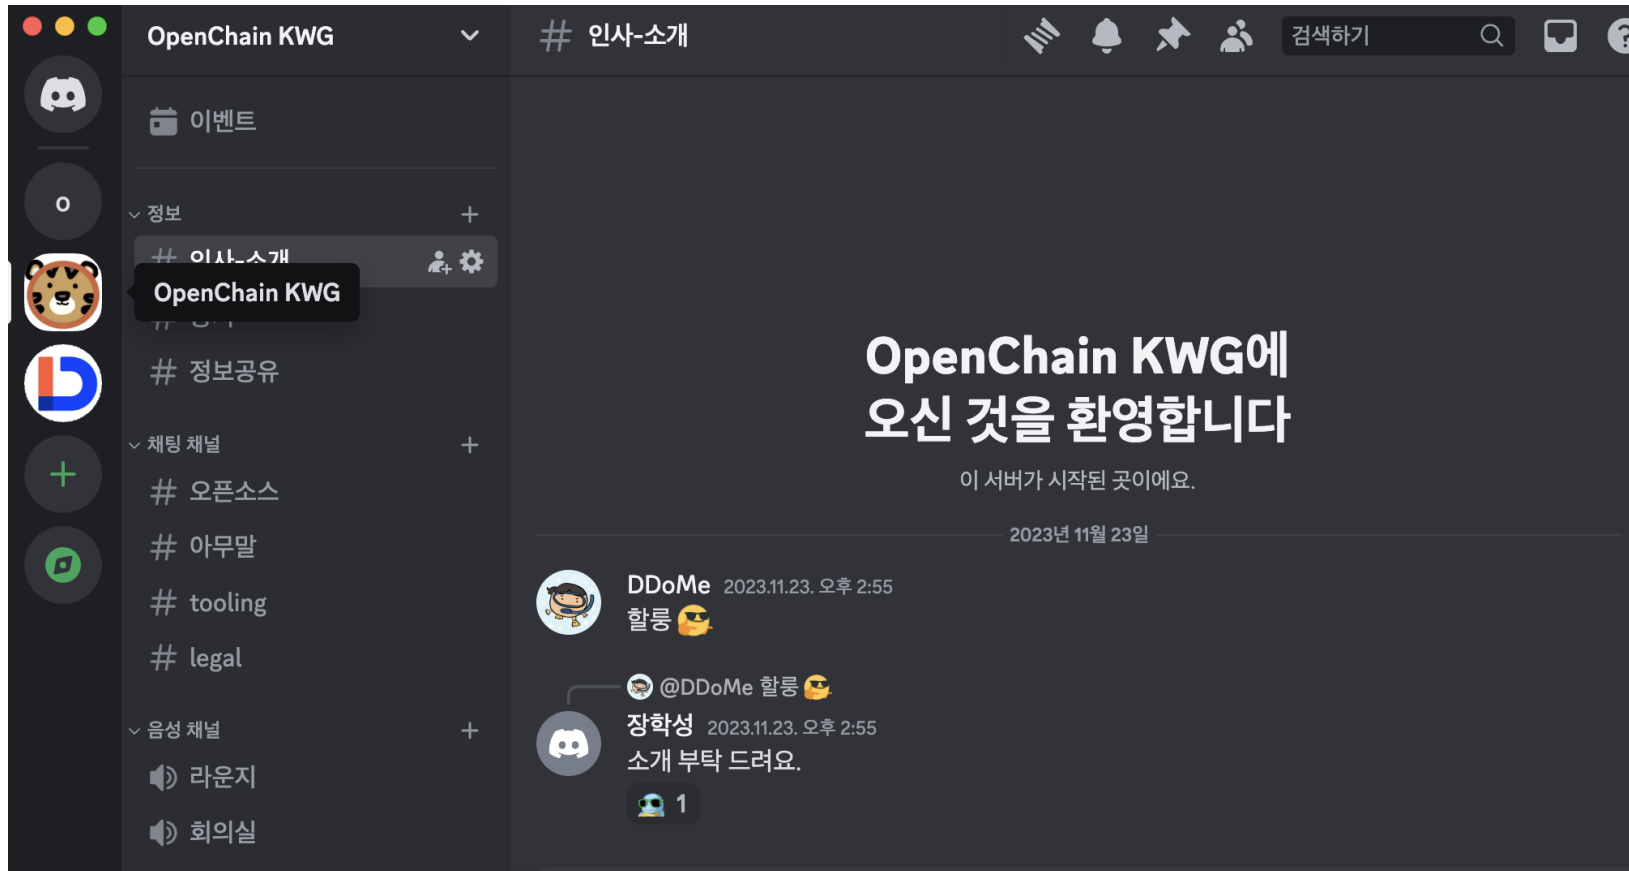 OpenChain KWG
# 인사-소개
검색하기
이벤트
o
정보
# 인사-소개
OpenChain KWG
# 정보공유
채팅 채널
# 오픈소스
# 아무말
# tooling
# legal
음성 채널
라운지
회의실
OpenChain KWG에
오신 것을 환영합니다
이 서버가 시작된 곳이에요.
2023년 11월 23일
DDoMe 2023.11.23. 오후 2:55
할룽
@DDoMe 할룽
장학성 2023.11.23. 오후 2:55
소개 부탁 드려요.
1